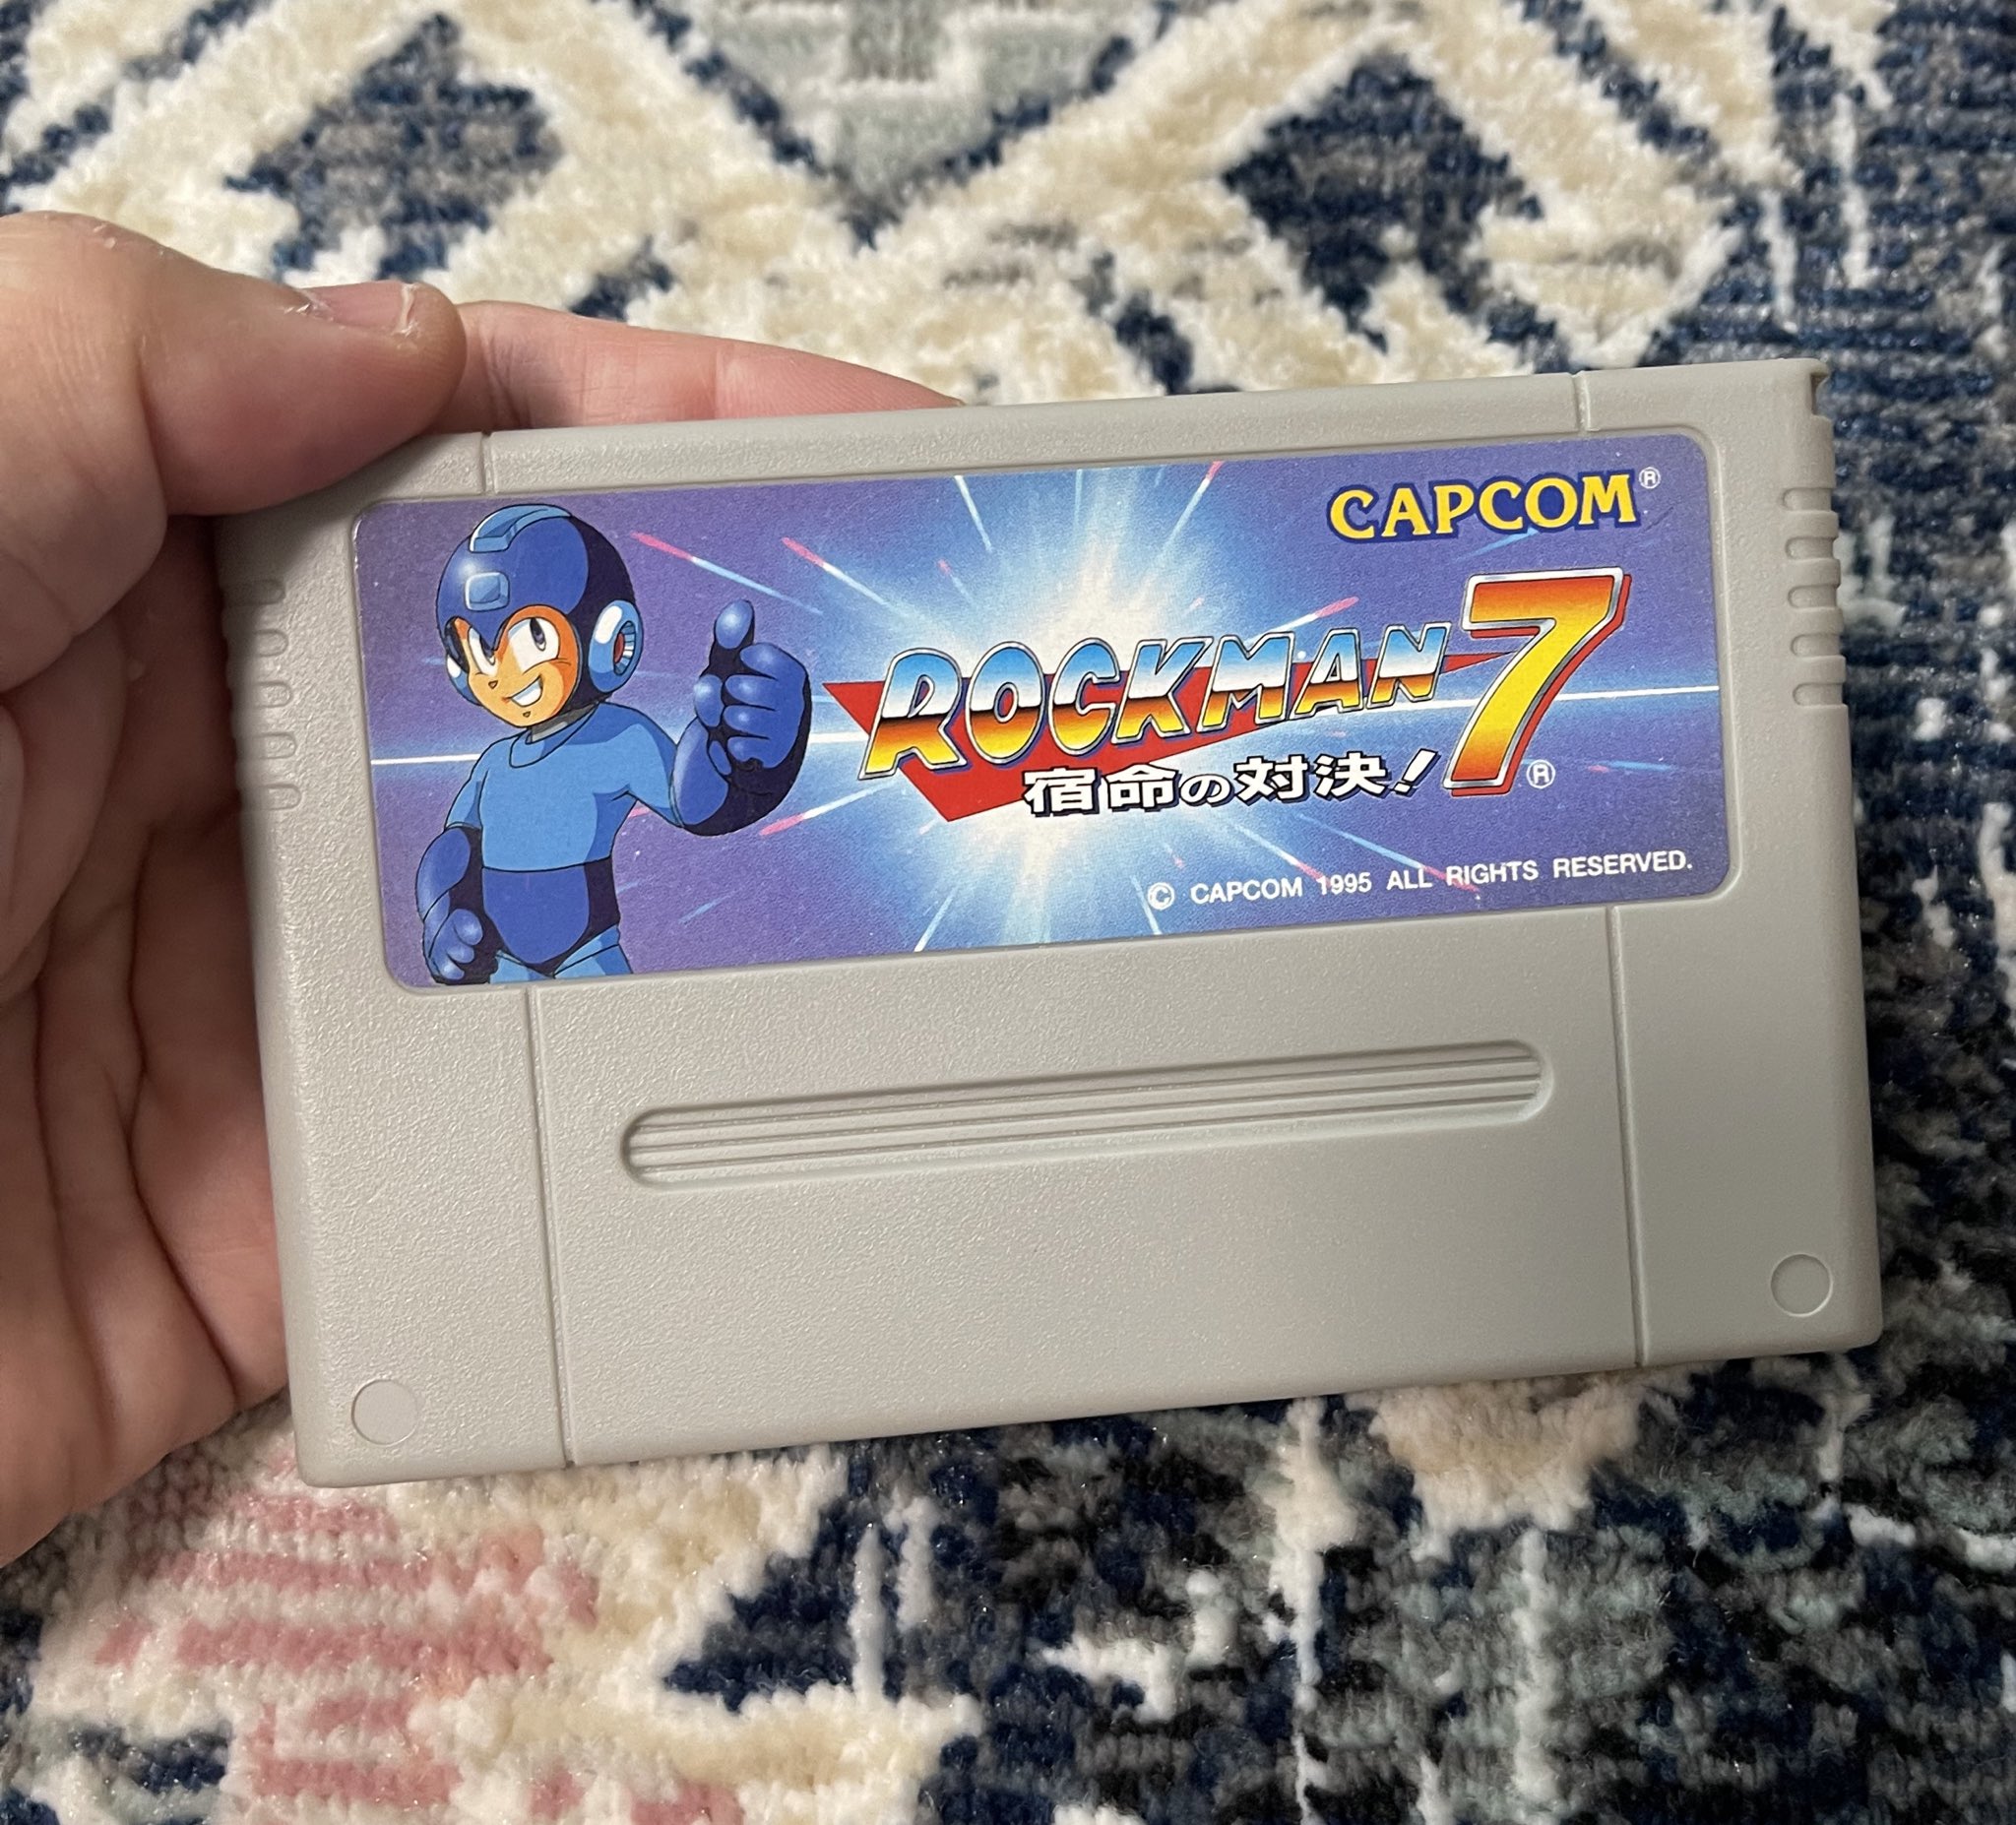 CAPCOM®
ROCKMAN 7®
宿命の対決!
© CAPCOM 1995 ALL RIGHTS RESERVED.